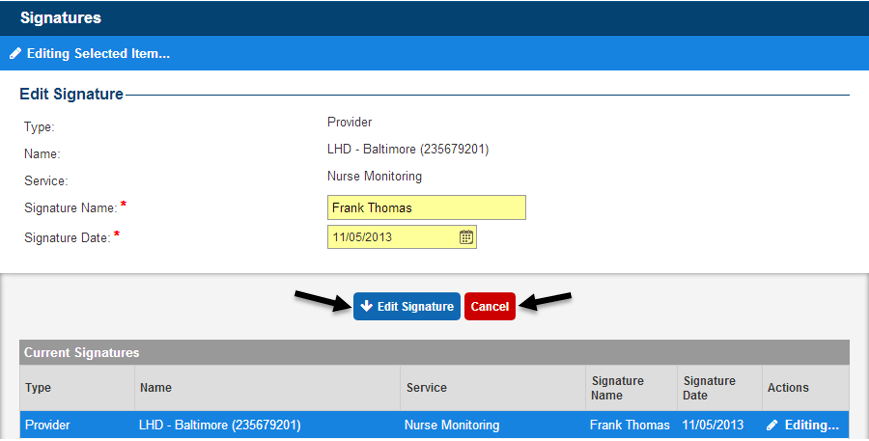 Signatures
Editing Selected Item...
Edit Signature
Type: Provider
Name: LHD - Baltimore (235679201)
Service: Nurse Monitoring
Signature Name: * Frank Thomas
Signature Date: * 11/05/2013
Edit Signature Cancel
Current Signatures
Type Name Service Signature Name Signature Date Actions
Provider LHD - Baltimore (235679201) Nurse Monitoring Frank Thomas 11/05/2013 Editing...